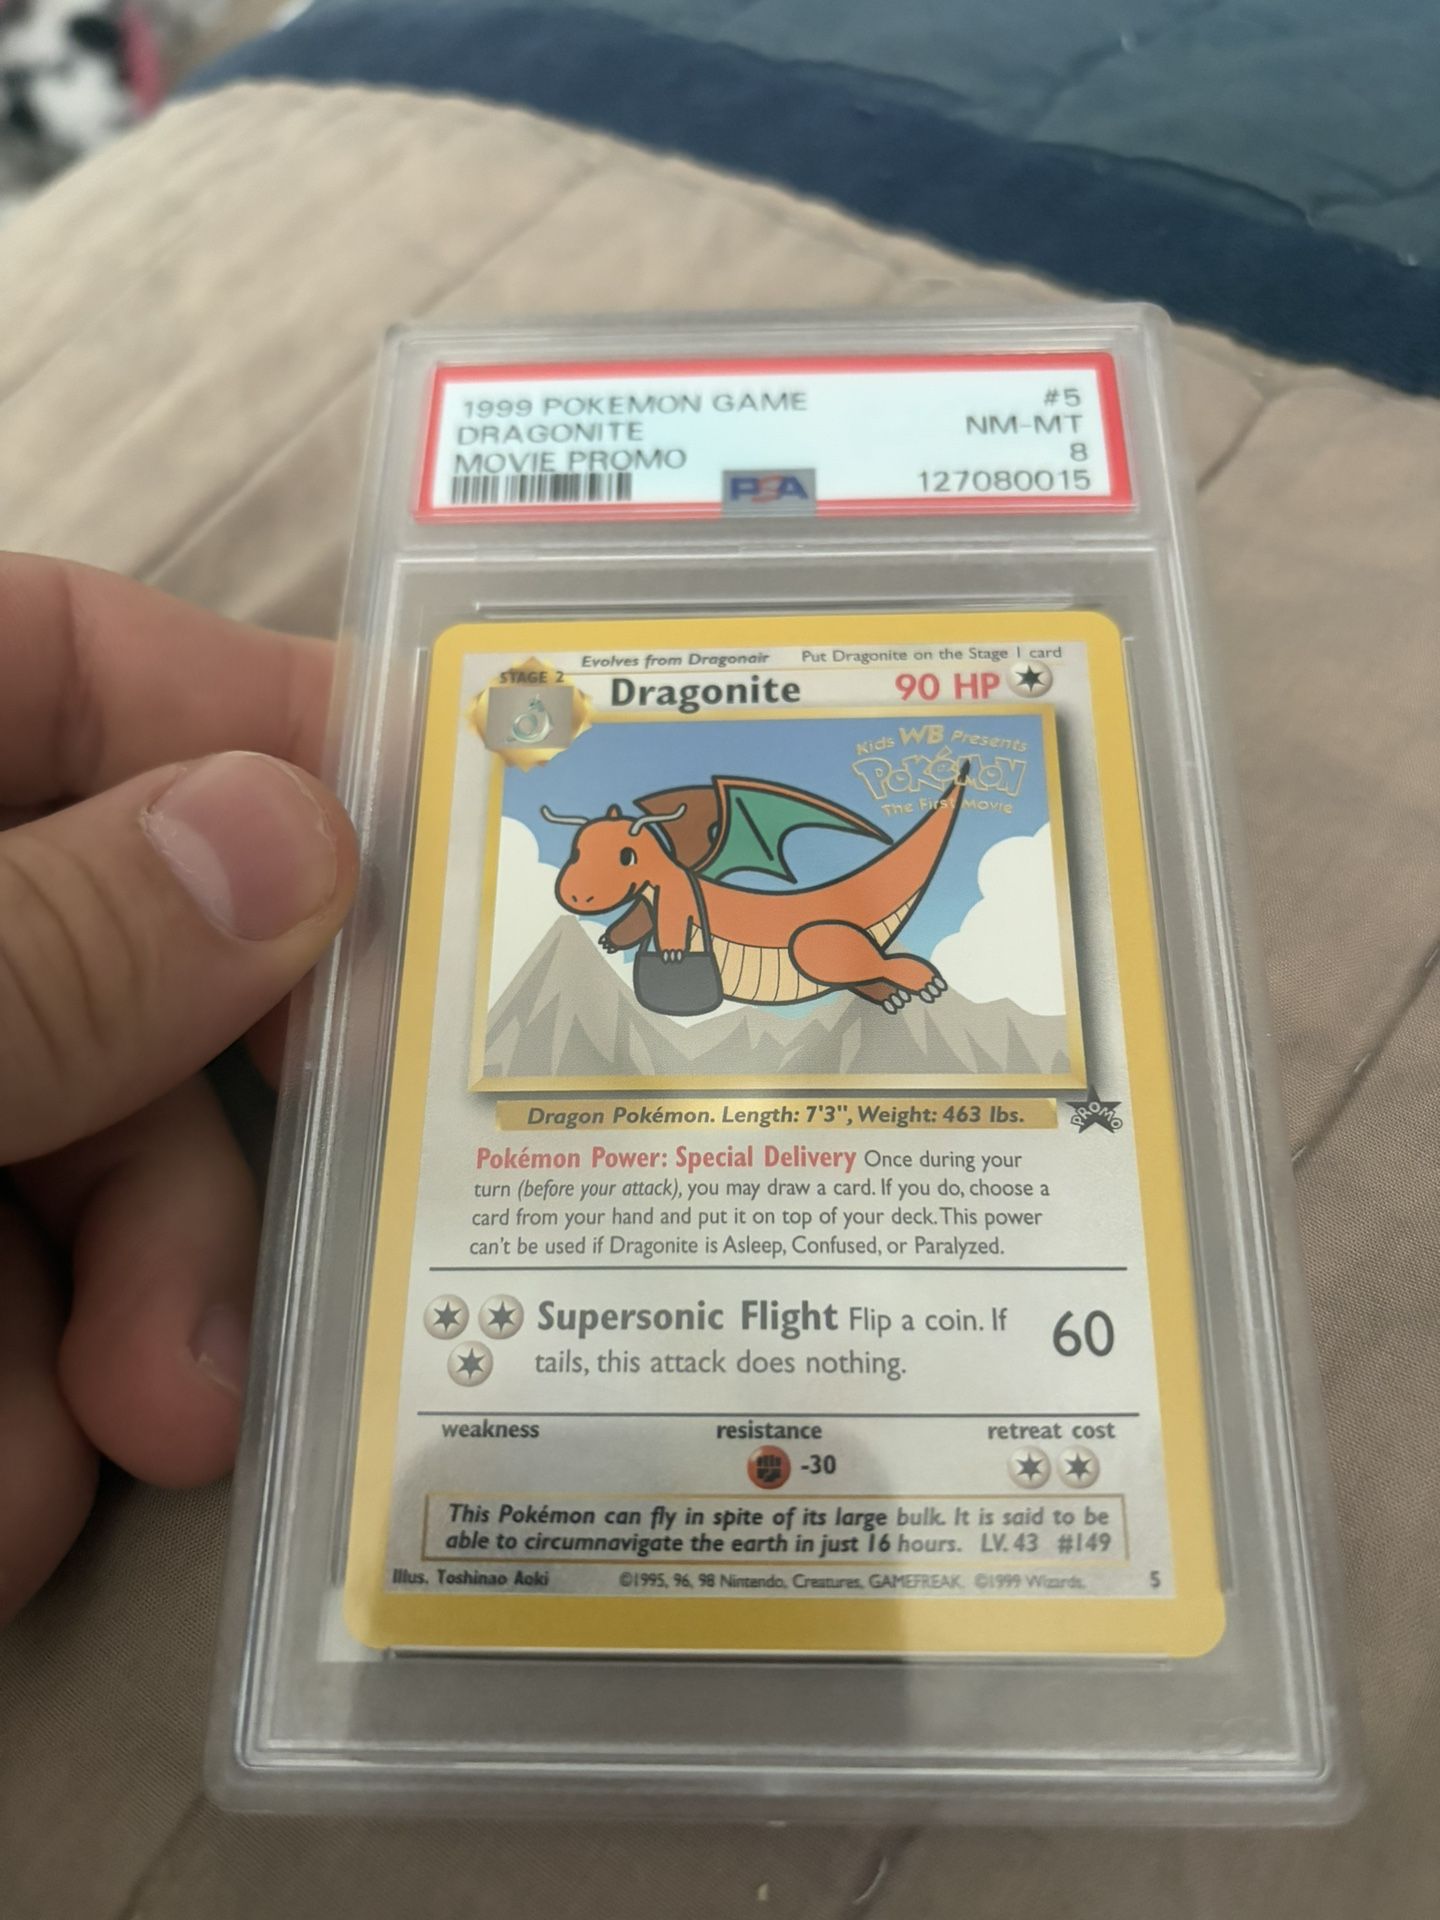 1999 POKEMON GAME #5
DRAGONITE NM-MT
MOVIE PROMO 8
PSA 127080015
Evolves from Dragonair Put Dragonite on the Stage 1 card
STAGE 2 Dragonite 90 HP
Kids WB Presents
POKéMON
The First Movie
Dragon Pokémon. Length: 7'3", Weight: 463 lbs.
PROMO
Pokémon Power: Special Delivery Once during your
turn (before your attack), you may draw a card. If you do, choose a
card from your hand and put it on top of your deck. This power
can't be used if Dragonite is Asleep, Confused, or Paralyzed.
Supersonic Flight Flip a coin. If
tails, this attack does nothing.
60
weakness resistance retreat cost
-30
This Pokémon can fly in spite of its large bulk. It is said to be
able to circumnavigate the earth in just 16 hours. LV. 43 #149
Illus. Toshinao Aoki ©1995, 96, 98 Nintendo, Creatures, GAMEFREAK. ©1999 Wizards. 5